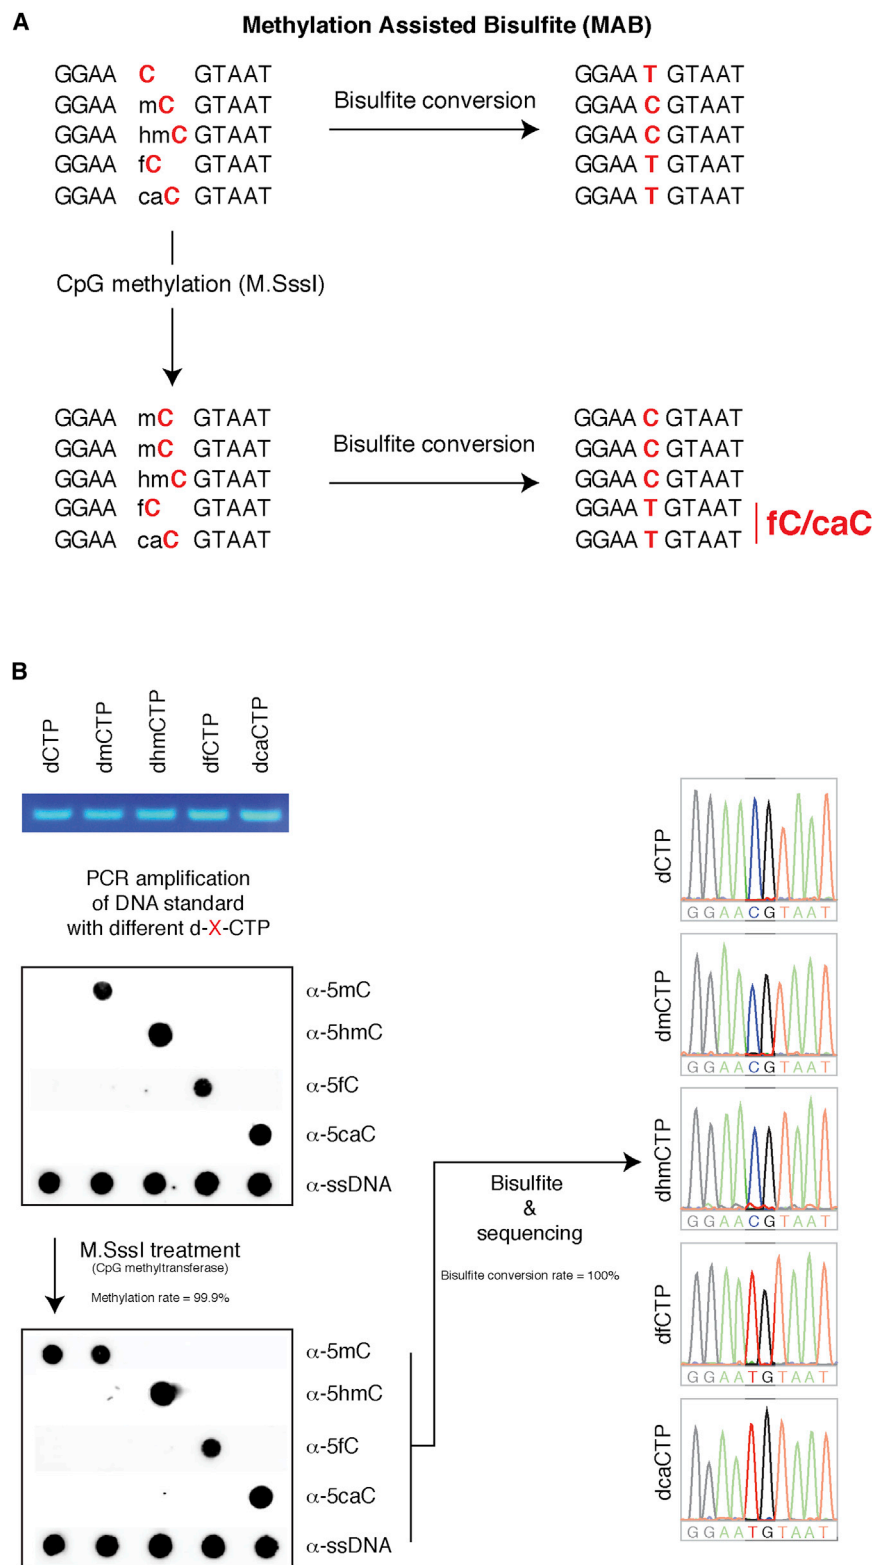 A
Methylation Assisted Bisulfite (MAB)
GGAA C GTAAT
GGAA mC GTAAT
GGAA hmC GTAAT
GGAA fC GTAAT
GGAA caC GTAAT
Bisulfite conversion
GGAA T GTAAT
GGAA C GTAAT
GGAA C GTAAT
GGAA T GTAAT
GGAA T GTAAT
CpG methylation (M.SssI)
GGAA mC GTAAT
GGAA mC GTAAT
GGAA hmC GTAAT
GGAA fC GTAAT
GGAA caC GTAAT
Bisulfite conversion
GGAA C GTAAT
GGAA C GTAAT
GGAA C GTAAT
GGAA T GTAAT
GGAA T GTAAT
fC/caC
B
dCTP
dmCTP
dhmCTP
dfCTP
dcaCTP
PCR amplification
of DNA standard
with different d-X-CTP
α-5mC
α-5hmC
α-5fC
α-5caC
α-ssDNA
M.SssI treatment
(CpG methyltransferase)
Methylation rate = 99.9%
α-5mC
α-5hmC
α-5fC
α-5caC
α-ssDNA
Bisulfite
&
sequencing
Bisulfite conversion rate = 100%
dCTP
GGAACGTAAT
dmCTP
GGAACGTAAT
dhmCTP
GGAACGTAAT
dfCTP
GGAATGTAAT
dcaCTP
GGAATGTAAT